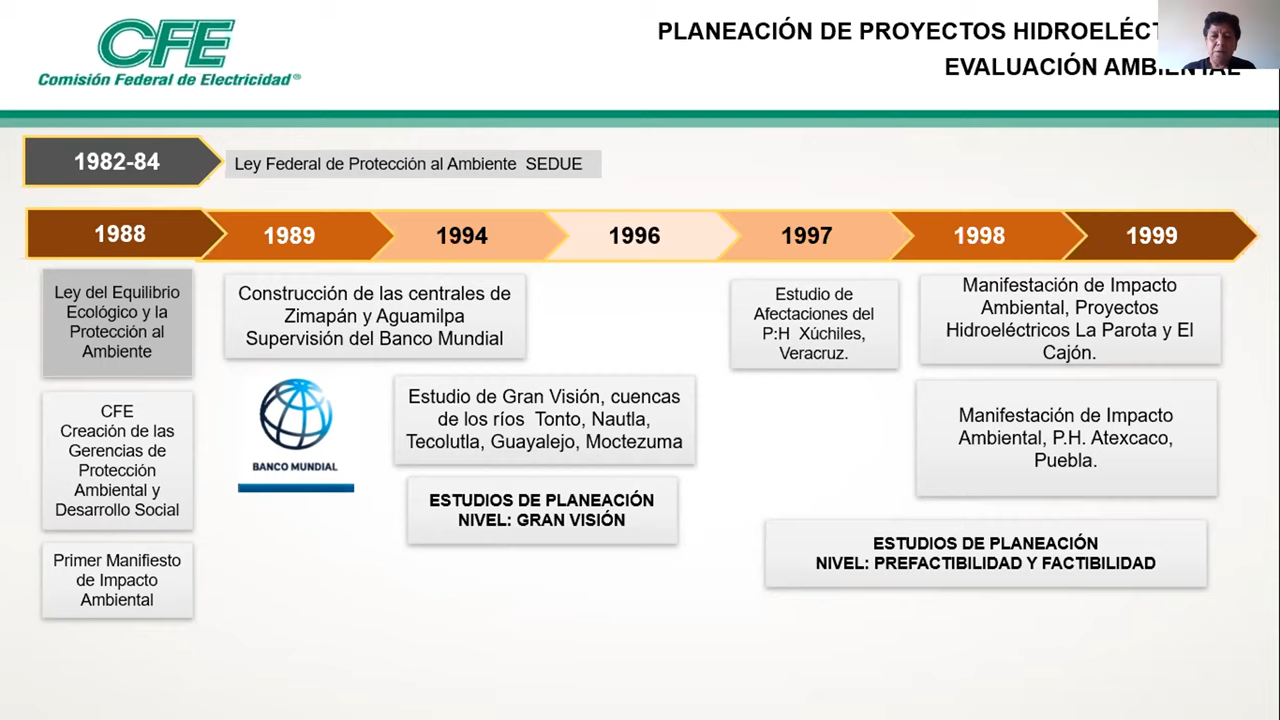 CFE
Comisión Federal de Electricidad®
PLANEACIÓN DE PROYECTOS
EVALUACIÓN AMBIENTAL
1982-84
Ley Federal de Protección al Ambiente SEDUE
1988
1989
1994
1996
1997
1998
1999
Ley del Equilibrio
Ecológico y la
Protección al
Ambiente
CFE
Creación de las
Gerencias de
Protección
Ambiental y
Desarrollo Social
Primer Manifiesto
de Impacto
Ambiental
Construcción de las centrales de
Zimapán y Aguamilpa
Supervisión del Banco Mundial
BANCO MUNDIAL
Estudio de Gran Visión, cuencas
de los ríos Tonto, Nautla,
Tecolutla, Guayalejo, Moctezuma
ESTUDIOS DE PLANEACIÓN
NIVEL: GRAN VISIÓN
Estudio de
Afectaciones del
P:H Xúchiles,
Veracruz.
Manifestación de Impacto
Ambiental, Proyectos
Hidroeléctricos La Parota y El
Cajón.
Manifestación de Impacto
Ambiental, P.H. Atexcaco,
Puebla.
ESTUDIOS DE PLANEACIÓN
NIVEL: PREFACTIBILIDAD Y FACTIBILIDAD